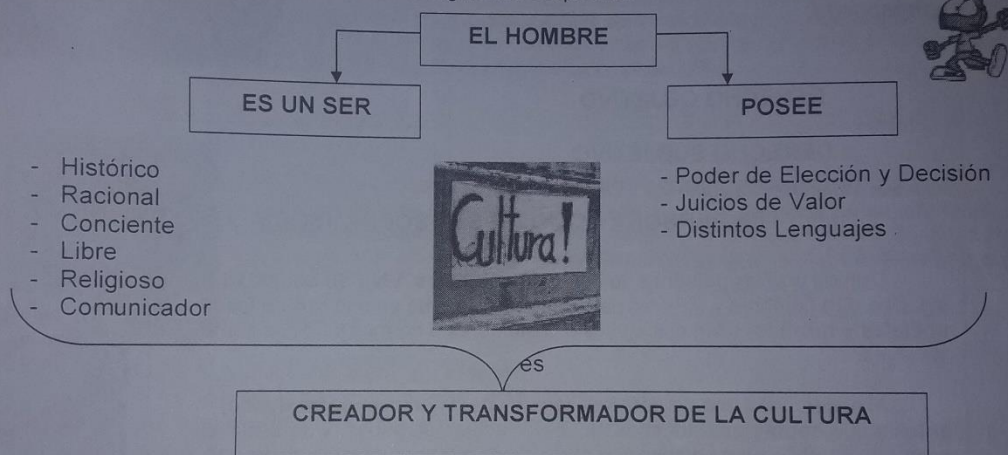 EL HOMBRE
ES UN SER
POSEE
- Histórico
- Racional
- Conciente
- Libre
- Religioso
- Comunicador
Cultura!
- Poder de Elección y Decisión
- Juicios de Valor
- Distintos Lenguajes
es
CREADOR Y TRANSFORMADOR DE LA CULTURA